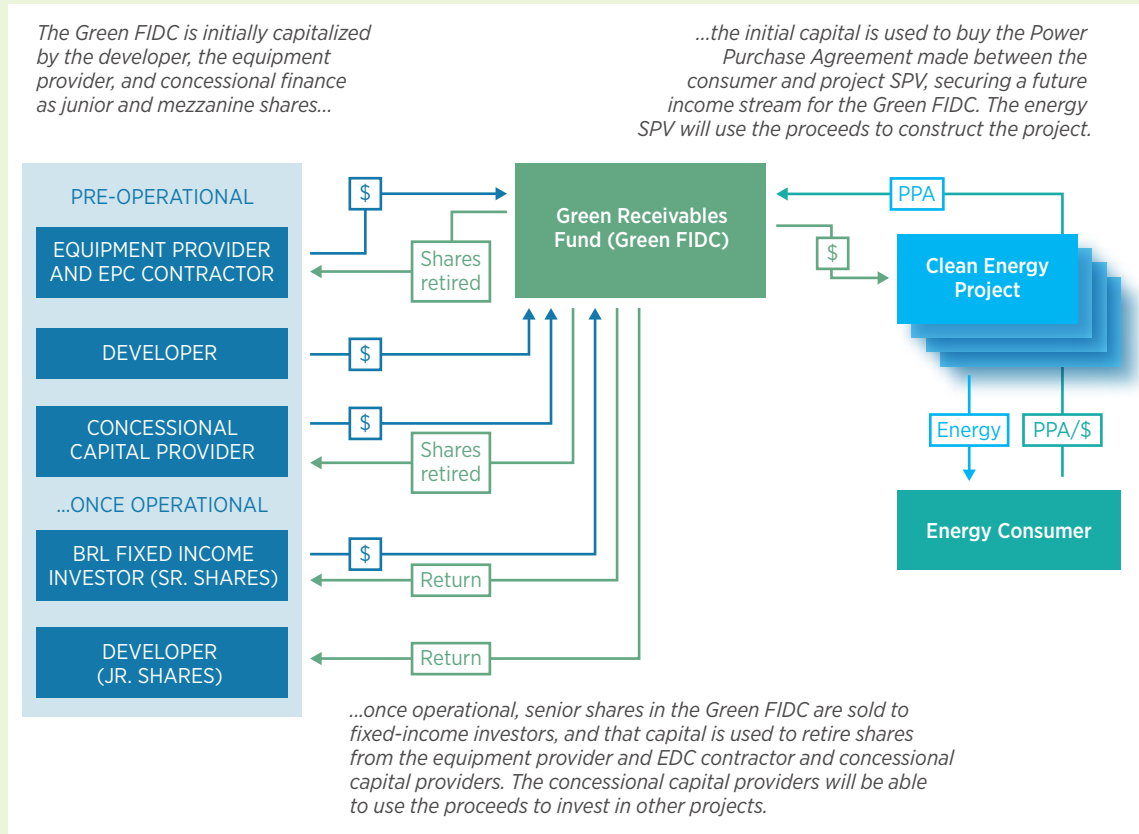 The Green FIDC is initially capitalized
by the developer, the equipment
provider, and concessional finance
as junior and mezzanine shares...
...the initial capital is used to buy the Power
Purchase Agreement made between the
consumer and project SPV, securing a future
income stream for the Green FIDC. The energy
SPV will use the proceeds to construct the project.
PRE-OPERATIONAL
EQUIPMENT PROVIDER
AND EPC CONTRACTOR
DEVELOPER
CONCESSIONAL
CAPITAL PROVIDER
...ONCE OPERATIONAL
BRL FIXED INCOME
INVESTOR (SR. SHARES)
DEVELOPER
(JR. SHARES)
$
Shares
retired
$
$
Shares
retired
$
Return
Return
Green Receivables
Fund (Green FIDC)
PPA
$
Clean Energy
Project
Energy
PPA/$
Energy Consumer
...once operational, senior shares in the Green FIDC are sold to
fixed-income investors, and that capital is used to retire shares
from the equipment provider and EDC contractor and concessional
capital providers. The concessional capital providers will be able
to use the proceeds to invest in other projects.